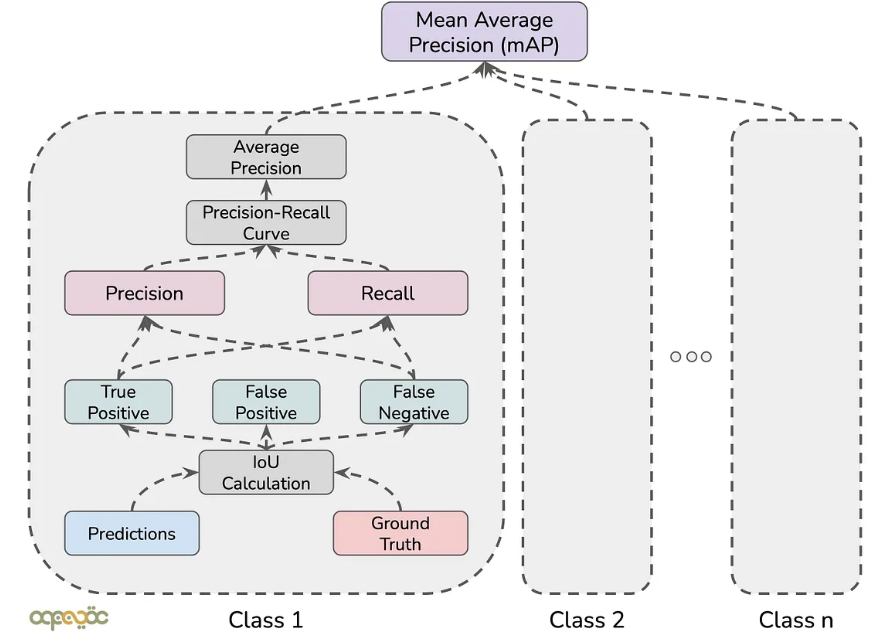 Mean Average
Precision (mAP)
Average
Precision
Precision-Recall
Curve
Precision
Recall
True
Positive
False
Positive
False
Negative
IoU
Calculation
Predictions
Ground
Truth
Class 1
Class 2
Class n